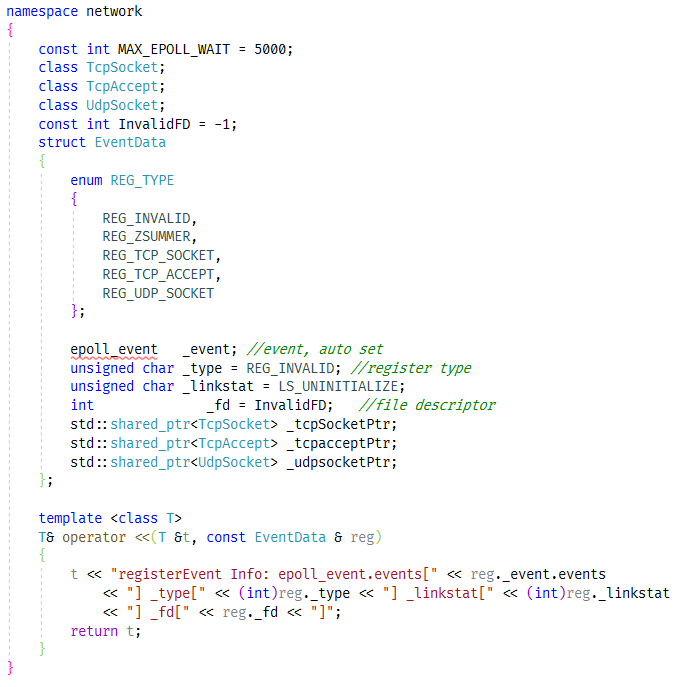 namespace network
{
    const int MAX_EPOLL_WAIT = 5000;
    class TcpSocket;
    class TcpAccept;
    class UdpSocket;
    const int InvalidFD = -1;
    struct EventData
    {
        enum REG_TYPE
        {
            REG_INVALID,
            REG_ZSUMMER,
            REG_TCP_SOCKET,
            REG_TCP_ACCEPT,
            REG_UDP_SOCKET
        };

        epoll_event   _event; //event, auto set
        unsigned char _type = REG_INVALID; //register type
        unsigned char _linkstat = LS_UNINITIALIZE;
        int              _fd = InvalidFD;   //file descriptor
        std::shared_ptr<TcpSocket> _tcpSocketPtr;
        std::shared_ptr<TcpAccept> _tcpacceptPtr;
        std::shared_ptr<UdpSocket> _udpsocketPtr;
    };

    template <class T>
    T& operator <<(T &t, const EventData & reg)
    {
        t << "registerEvent Info: epoll_event.events[" << reg._event.events
            << "] _type[" << (int)reg._type << "] _linkstat[" << (int)reg._linkstat
            << "] _fd[" << reg._fd << "]";
        return t;
    }
}